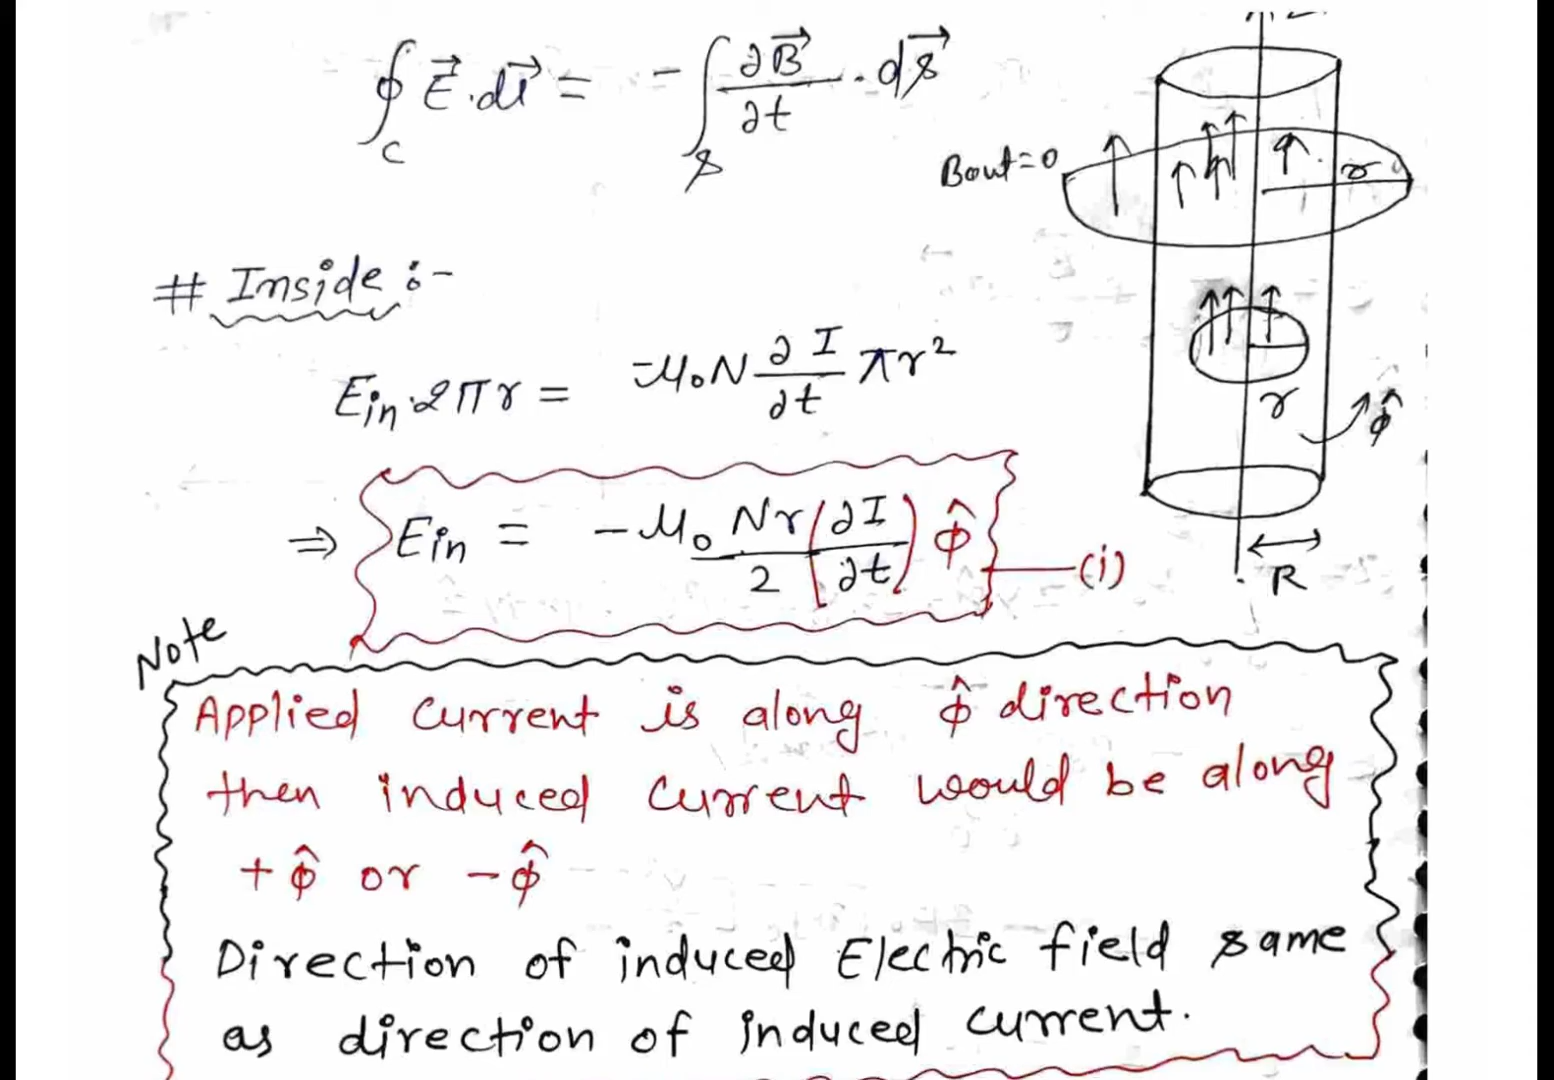 ∮_C E⃗.dl⃗ = -∫_S ∂B⃗/∂t . dS⃗
Bout=0
r
# Inside :-
E_in.2πr = -μ₀N ∂I/∂t πr²
r
φ̂
⇒ E_in = -μ₀Nr/2 (∂I/∂t) φ̂ —(i)
R
Note
Applied current is along φ̂ direction
then induced current would be along
+φ̂ or -φ̂
Direction of induced Electric field same
as direction of induced current.